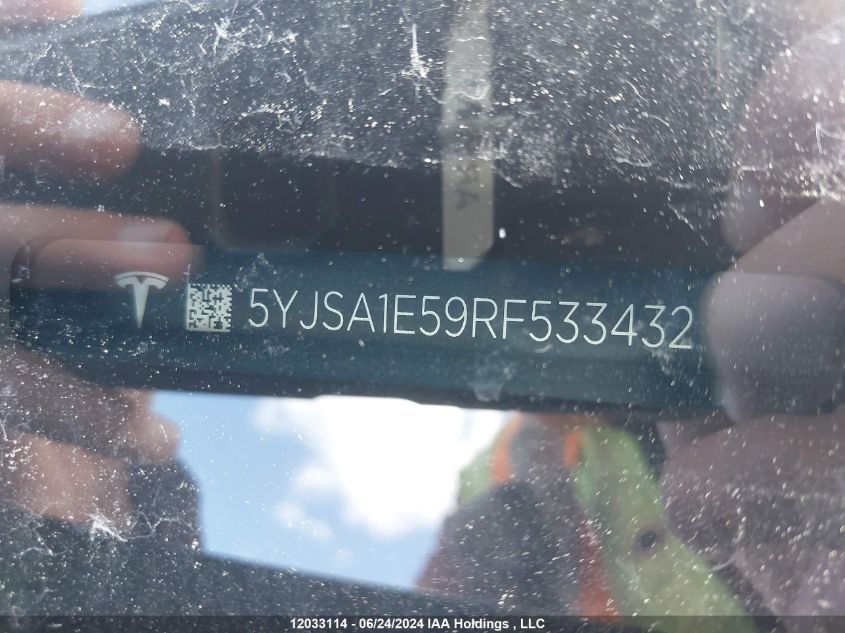 5YJSA1E59RF533432
12033114 - 06/24/2024 IAA Holdings , LLC